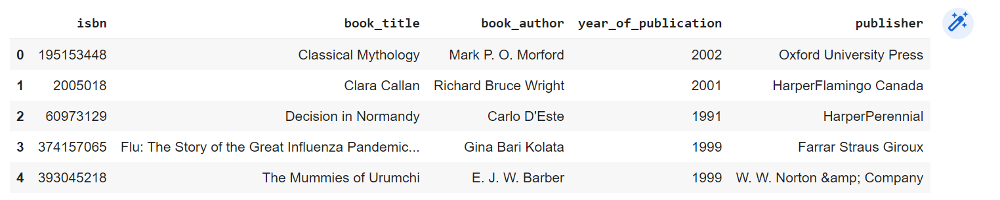 isbn book_title book_author year_of_publication publisher
0 195153448 Classical Mythology Mark P. O. Morford 2002 Oxford University Press
1 2005018 Clara Callan Richard Bruce Wright 2001 HarperFlamingo Canada
2 60973129 Decision in Normandy Carlo D'Este 1991 HarperPerennial
3 374157065 Flu: The Story of the Great Influenza Pandemic... Gina Bari Kolata 1999 Farrar Straus Giroux
4 393045218 The Mummies of Urumchi E. J. W. Barber 1999 W. W. Norton &amp; Company